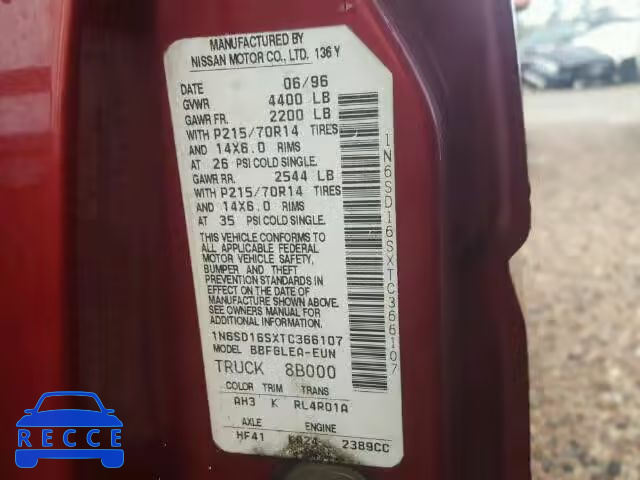 MANUFACTURED BY
NISSAN MOTOR CO., LTD. 136Y
DATE 06/96
GVWR 4400 LB
GAWR FR. 2200 LB
WITH P215/70R14 TIRES
AND 14X6.0 RIMS
AT 26 PSI COLD SINGLE.
GAWR RR. 2544 LB
WITH P215/70R14 TIRES
AND 14X6.0 RIMS
AT 35 PSI COLD SINGLE.
THIS VEHICLE CONFORMS TO
ALL APPLICABLE U.S. FEDERAL
MOTOR VEHICLE SAFETY,
BUMPER AND THEFT
PREVENTION STANDARDS IN
EFFECT ON THE DATE OF
MANUFACTURE SHOWN ABOVE.
SEE OWNERS MANUAL FOR
ADDITIONAL INFORMATION.
1N6SD16SXTC366107
MODEL BBFGLEA-EUN
TRUCK 8B000
COLOR TRIM TRANS
AH3 K RL4R01A
AXLE ENGINE
HF41 KA24 2389CC
1N6SD16SXTC366107
RECCE